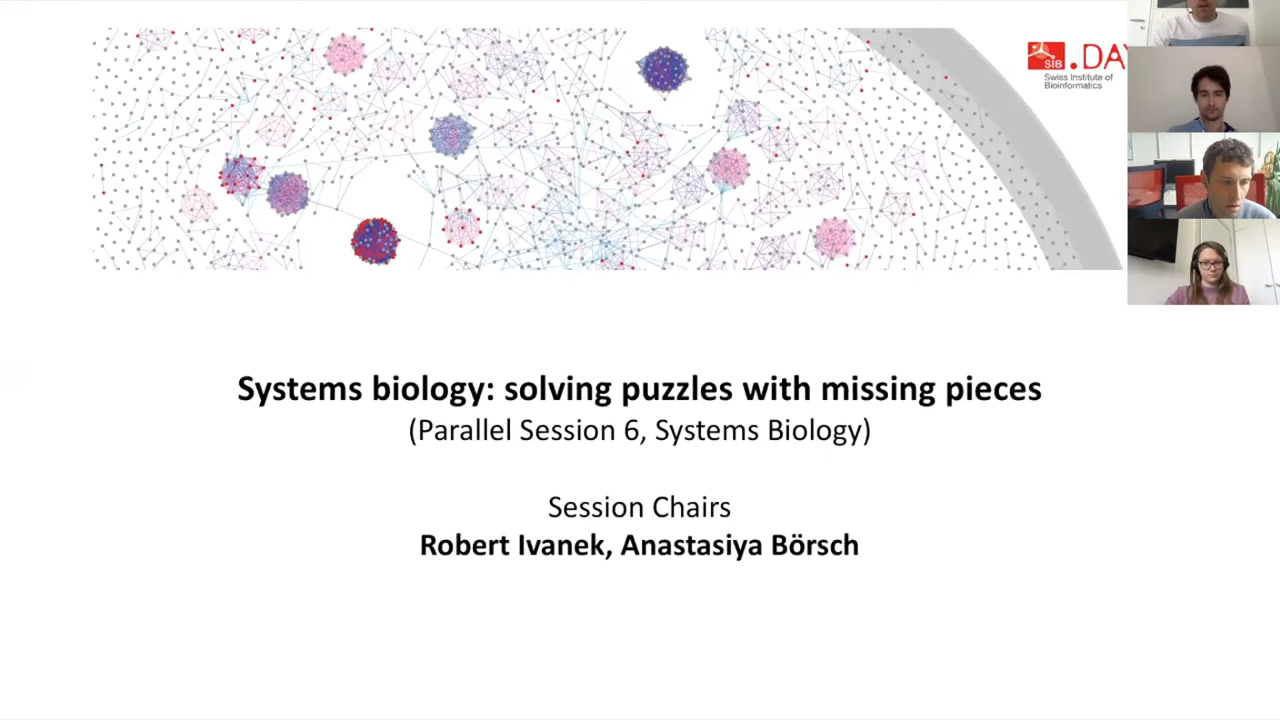 SIB
.DA
Swiss Institute of
Bioinformatics
Systems biology: solving puzzles with missing pieces
(Parallel Session 6, Systems Biology)
Session Chairs
Robert Ivanek, Anastasiya Börsch